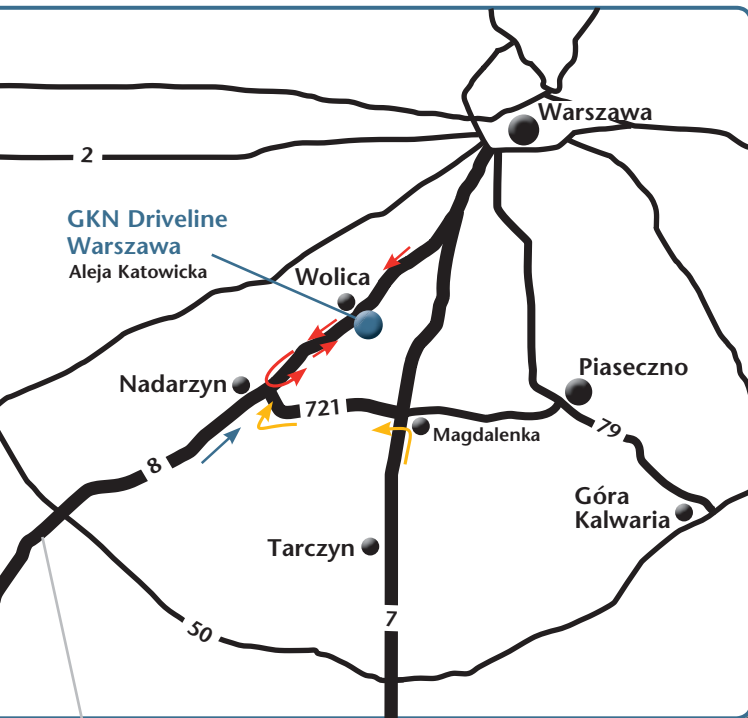 Warszawa
2
GKN Driveline
Warszawa
Aleja Katowicka
Wolica
Nadarzyn
Piaseczno
721
79
Magdalenka
8
Góra
Kalwaria
Tarczyn
7
50